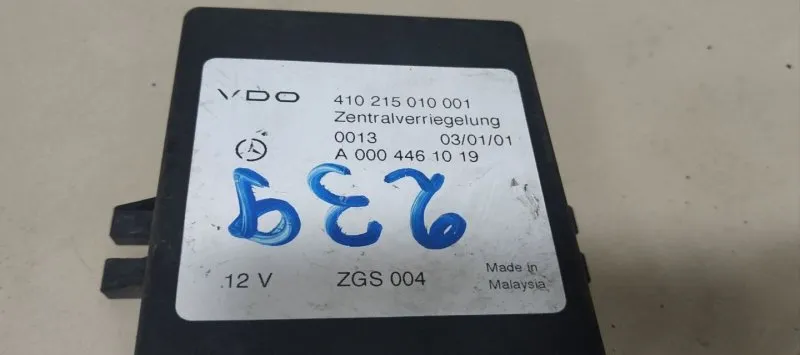 VDO
410 215 010 001
Zentralverriegelung
0013 03/01/01
A 000 446 10 19
932
12 V ZGS 004 Made in
Malaysia